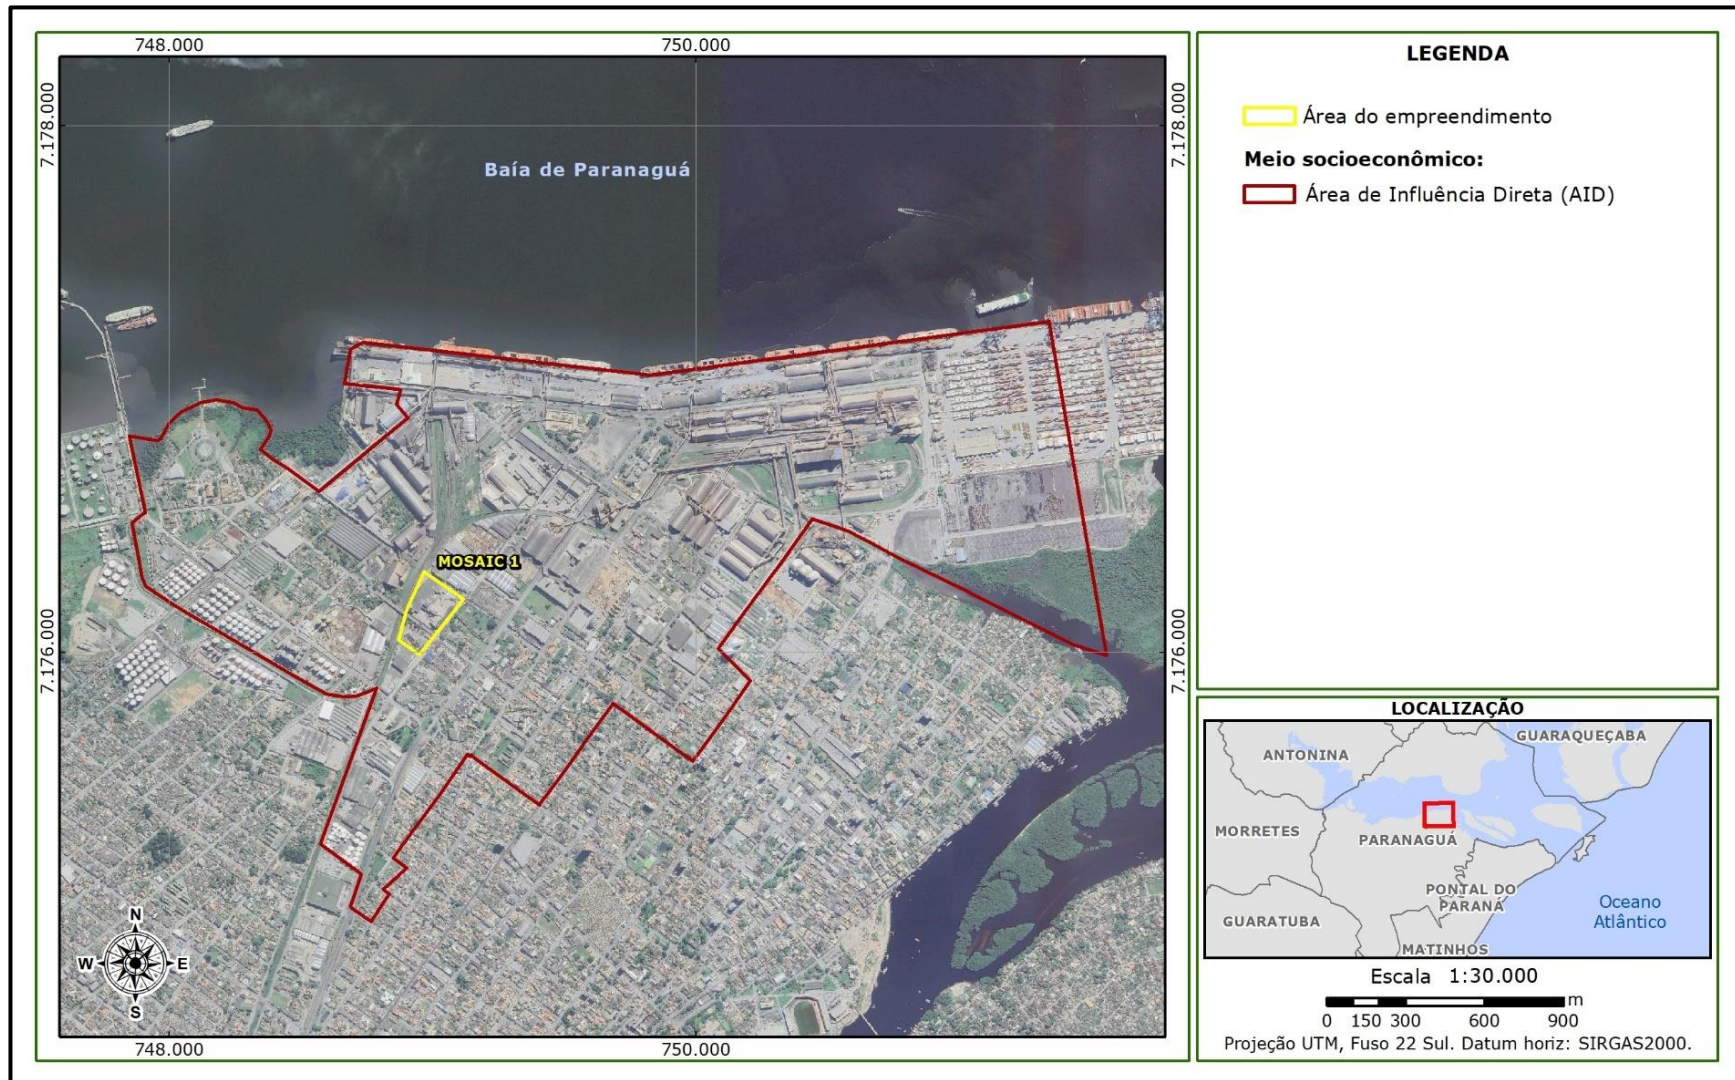 748.000
750.000
7.178.000
7.178.000
Baía de Paranaguá
MOSAIC 1
7.176.000
7.176.000
N
W
E
S
748.000
750.000
LEGENDA
Área do empreendimento
Meio socioeconômico:
Área de Influência Direta (AID)
LOCALIZAÇÃO
GUARAQUEÇABA
ANTONINA
MORRETES
PARANAGUÁ
PONTAL DO
PARANÁ
GUARATUBA
MATINHOS
Oceano
Atlântico
Escala 1:30.000
m
0 150 300 600 900
Projeção UTM, Fuso 22 Sul. Datum horiz: SIRGAS2000.